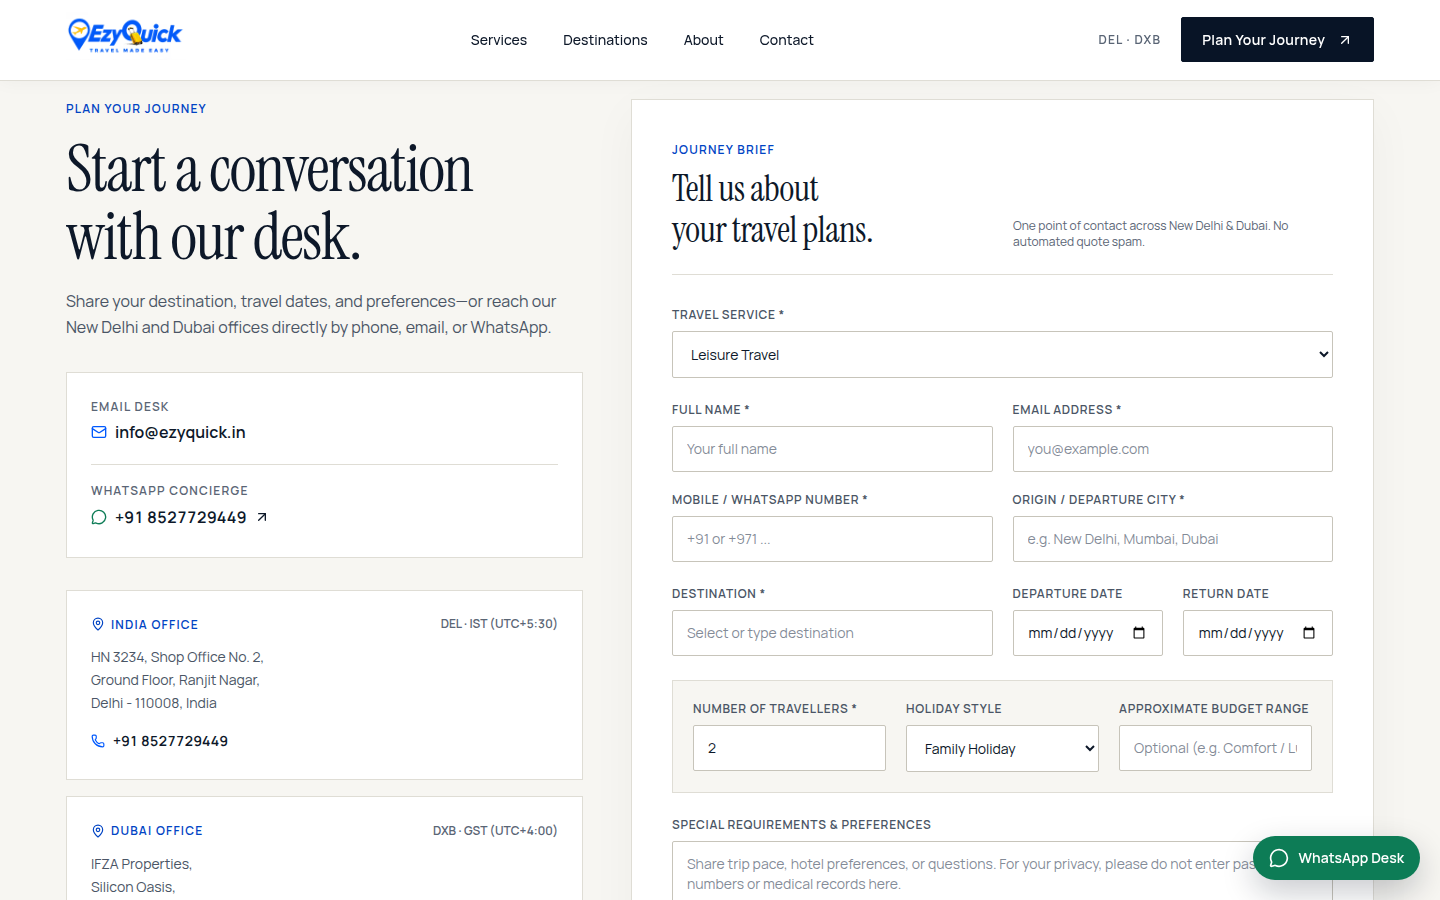 EzyQuick
TRAVEL MADE EASY
Services
Destinations
About
Contact
DEL · DXB
Plan Your Journey
PLAN YOUR JOURNEY
Start a conversation
with our desk.
Share your destination, travel dates, and preferences—or reach our
New Delhi and Dubai offices directly by phone, email, or WhatsApp.
EMAIL DESK
info@ezyquick.in
WHATSAPP CONCIERGE
+91 8527729449
INDIA OFFICE
DEL · IST (UTC+5:30)
HN 3234, Shop Office No. 2,
Ground Floor, Ranjit Nagar,
Delhi - 110008, India
+91 8527729449
DUBAI OFFICE
DXB · GST (UTC+4:00)
IFZA Properties,
Silicon Oasis,
JOURNEY BRIEF
Tell us about
your travel plans.
One point of contact across New Delhi & Dubai. No
automated quote spam.
TRAVEL SERVICE *
Leisure Travel
FULL NAME *
EMAIL ADDRESS *
Your full name
you@example.com
MOBILE / WHATSAPP NUMBER *
ORIGIN / DEPARTURE CITY *
+91 or +971 ...
e.g. New Delhi, Mumbai, Dubai
DESTINATION *
DEPARTURE DATE
RETURN DATE
Select or type destination
mm/dd/yyyy
mm/dd/yyyy
NUMBER OF TRAVELLERS *
HOLIDAY STYLE
APPROXIMATE BUDGET RANGE
2
Family Holiday
Optional (e.g. Comfort /
SPECIAL REQUIREMENTS & PREFERENCES
Share trip pace, hotel preferences, or questions. For your privacy, please do not enter
numbers or medical records here.
WhatsApp Desk